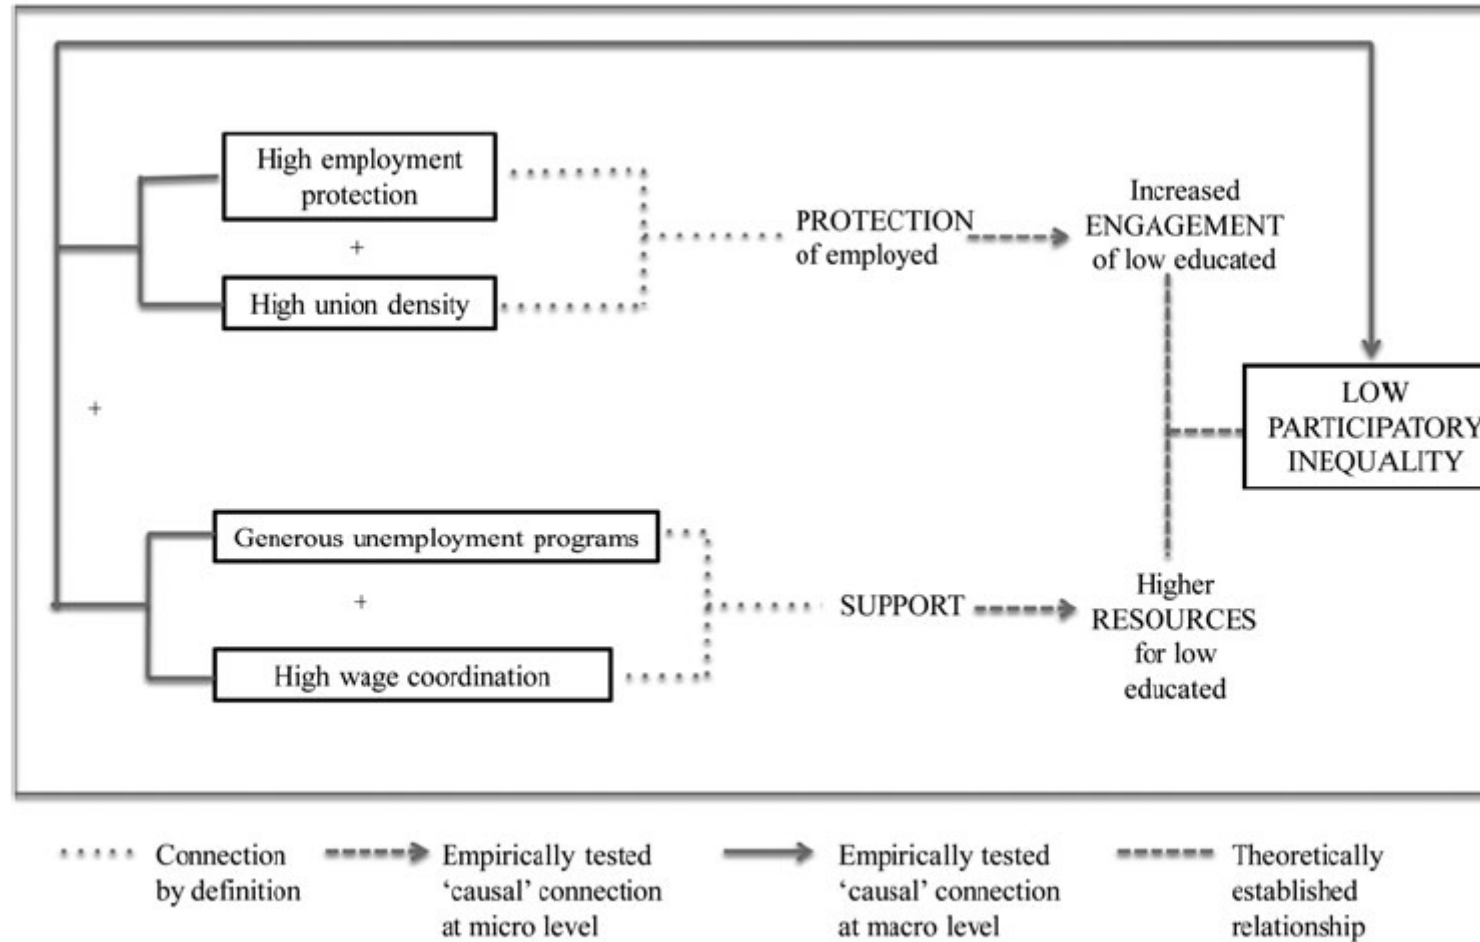 High employment
protection
+
High union density
PROTECTION
of employed
Increased
ENGAGEMENT
of low educated
+
LOW
PARTICIPATORY
INEQUALITY
Generous unemployment programs
+
High wage coordination
SUPPORT
Higher
RESOURCES
for low
educated
Connection
by definition
Empirically tested
‘causal’ connection
at micro level
Empirically tested
‘causal’ connection
at macro level
Theoretically
established
relationship